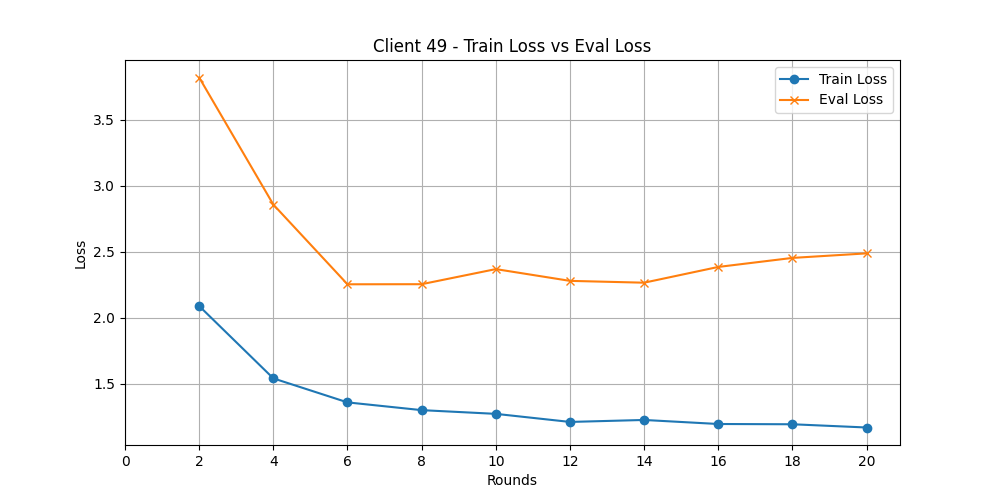 Client 49 - Train Loss vs Eval Loss
Train Loss
Eval Loss
3.5
3.0
2.5
2.0
1.5
Loss
0 2 4 6 8 10 12 14 16 18 20
Rounds